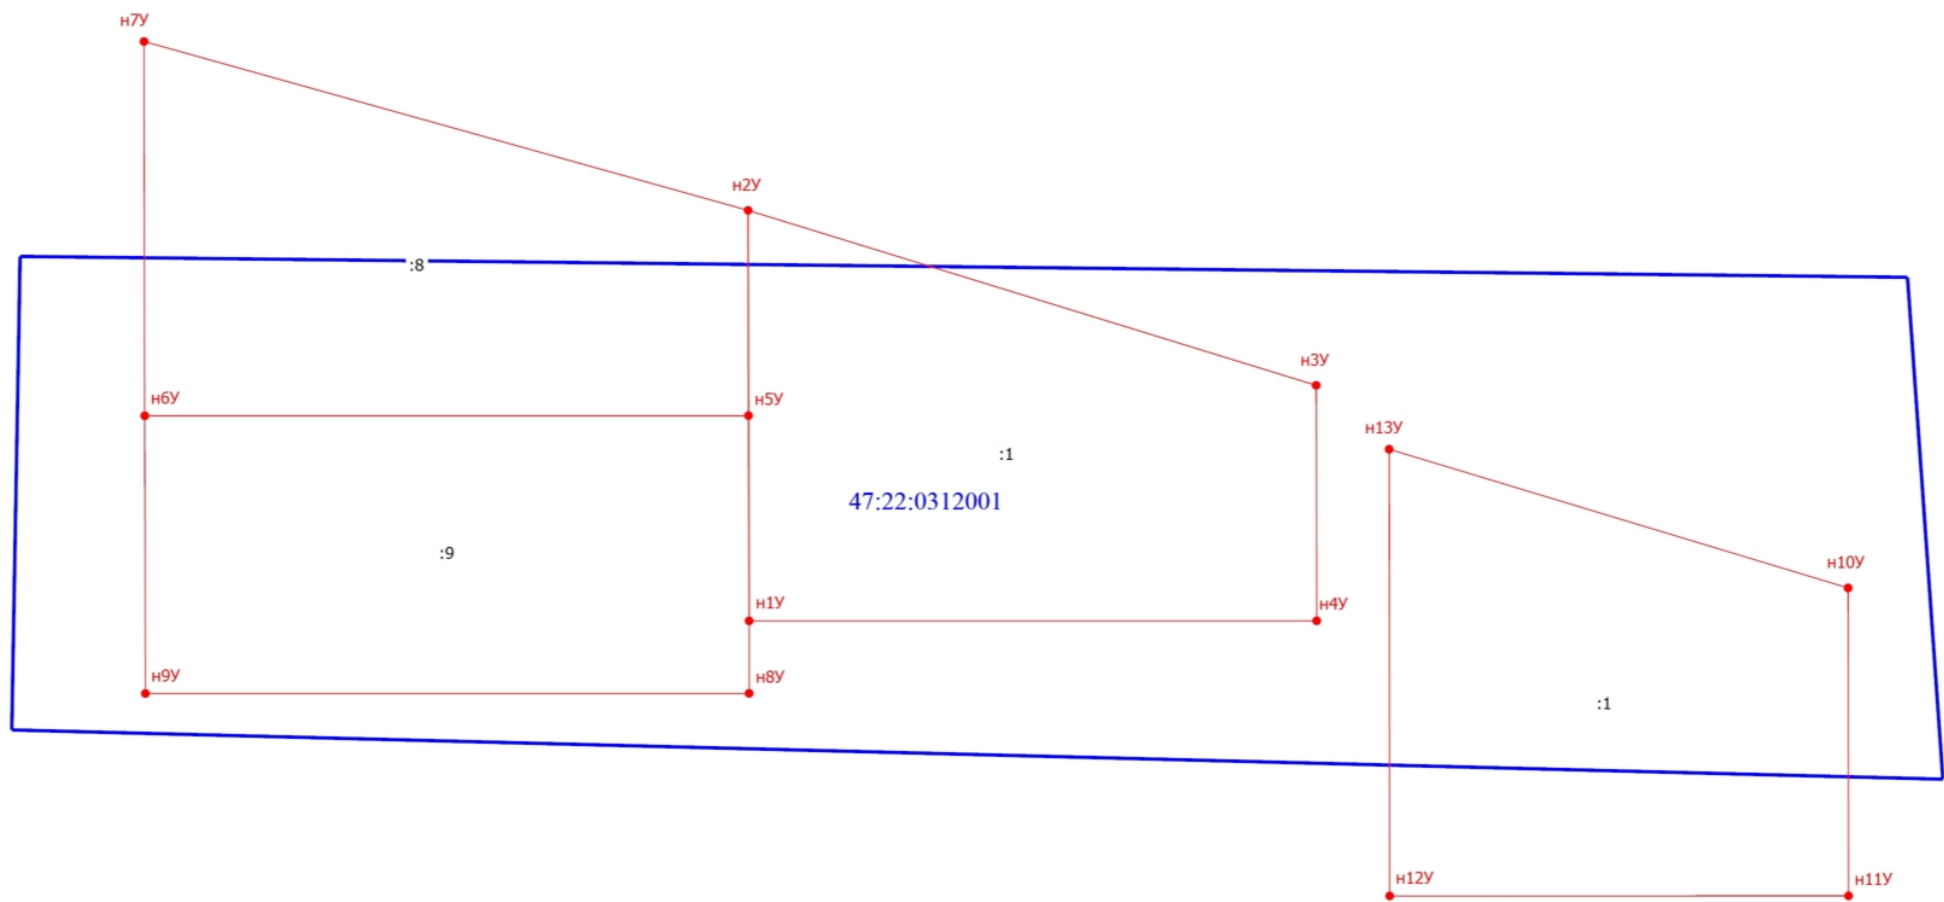 н7У
н2У
:8
н3У
н6У
н5У
н13У
:1
47:22:0312001
:9
н10У
н1У
н4У
н9У
н8У
:1
н12У
н11У